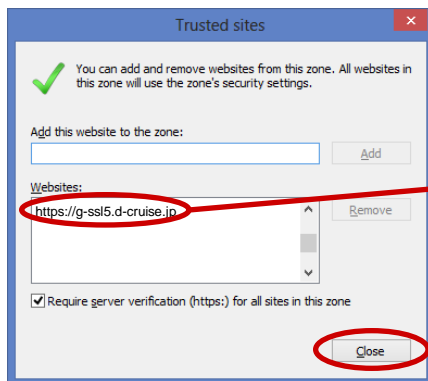 Trusted sites
You can add and remove websites from this zone. All websites in
this zone will use the zone's security settings.
Add this website to the zone:
Add
Websites:
https://g-ssl5.d-cruise.jp
Remove
Require server verification (https:) for all sites in this zone
Close